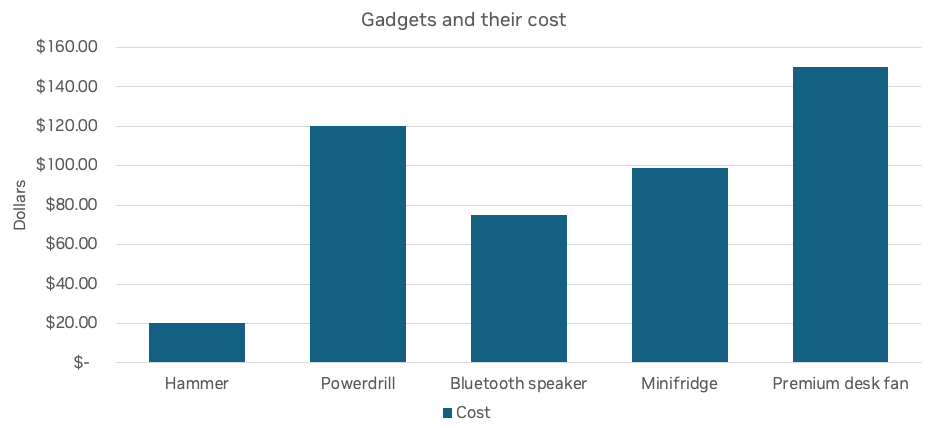 Gadgets and their cost
$160.00
$140.00
$120.00
$100.00
$80.00
$60.00
$40.00
$20.00
$-
Dollars
Hammer
Powerdrill
Bluetooth speaker
Minifridge
Premium desk fan
Cost